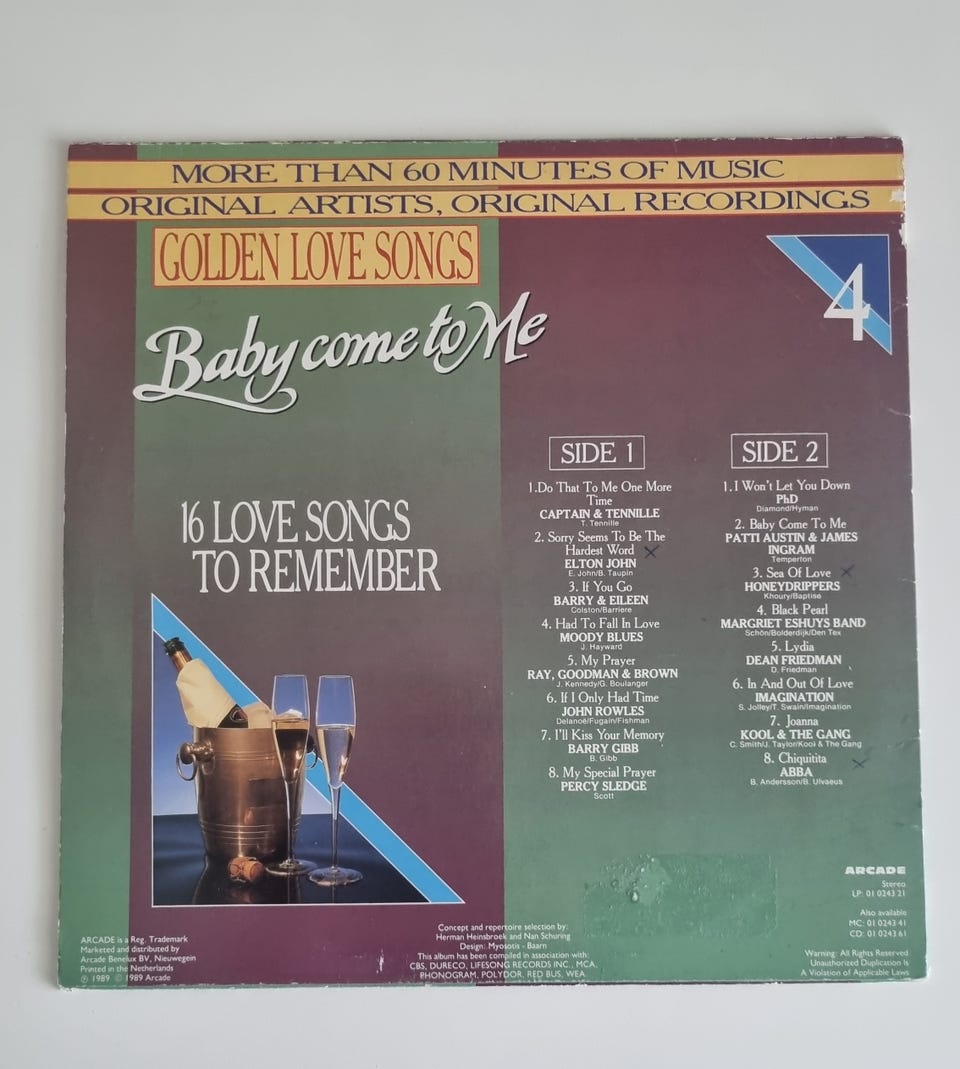 MORE THAN 60 MINUTES OF MUSIC
ORIGINAL ARTISTS, ORIGINAL RECORDINGS
GOLDEN LOVE SONGS
Baby come to Me
4
16 LOVE SONGS
TO REMEMBER
SIDE 1
1.Do That To Me One More
Time
CAPTAIN & TENNILLE
T. Tennille
2. Sorry Seems To Be The
Hardest Word
ELTON JOHN
E. John/B. Taupin
3. If You Go
BARRY & EILEEN
Colston/Barriere
4. Had To Fall In Love
MOODY BLUES
J. Hayward
5. My Prayer
RAY, GOODMAN & BROWN
J. Kennedy/G. Boulanger
6. If I Only Had Time
JOHN ROWLES
Delanoë/Fugain/Fishman
7. I'll Kiss Your Memory
BARRY GIBB
B. Gibb
8. My Special Prayer
PERCY SLEDGE
Scott
SIDE 2
1. I Won't Let You Down
PhD
Diamond/Hyman
2. Baby Come To Me
PATTI AUSTIN & JAMES
INGRAM
Temperton
3. Sea Of Love
HONEYDRIPPERS
Khoury/Baptise
4. Black Pearl
MARGRIET ESHUYS BAND
Schön/Bolderdijk/Den Tex
5. Lydia
DEAN FRIEDMAN
D. Friedman
6. In And Out Of Love
IMAGINATION
S. Jolley/T. Swain/Imagination
7. Joanna
KOOL & THE GANG
C. Smith/J. Taylor/Kool & The Gang
8. Chiquitita
ABBA
B. Andersson/B. Ulvaeus
ARCADE
Stereo
LP: 01 0243 21
Also available
MC: 01 0243 41
CD: 01 0243 61
Warning: All Rights Reserved
Unauthorized Duplication Is
A Violation of Applicable Laws
Concept and repertoire selection by:
Herman Heinsbroek and Nan Schuring
Design: Myosotis - Baarn
This album has been compiled in association with:
CBS, DURECO, LIFESONG RECORDS INC., MCA,
PHONOGRAM, POLYDOR, RED BUS, WEA
ARCADE is a Reg. Trademark
Marketed and distributed by
Arcade Benelux BV, Nieuwegein
Printed in the Netherlands
℗ 1989 © 1989 Arcade